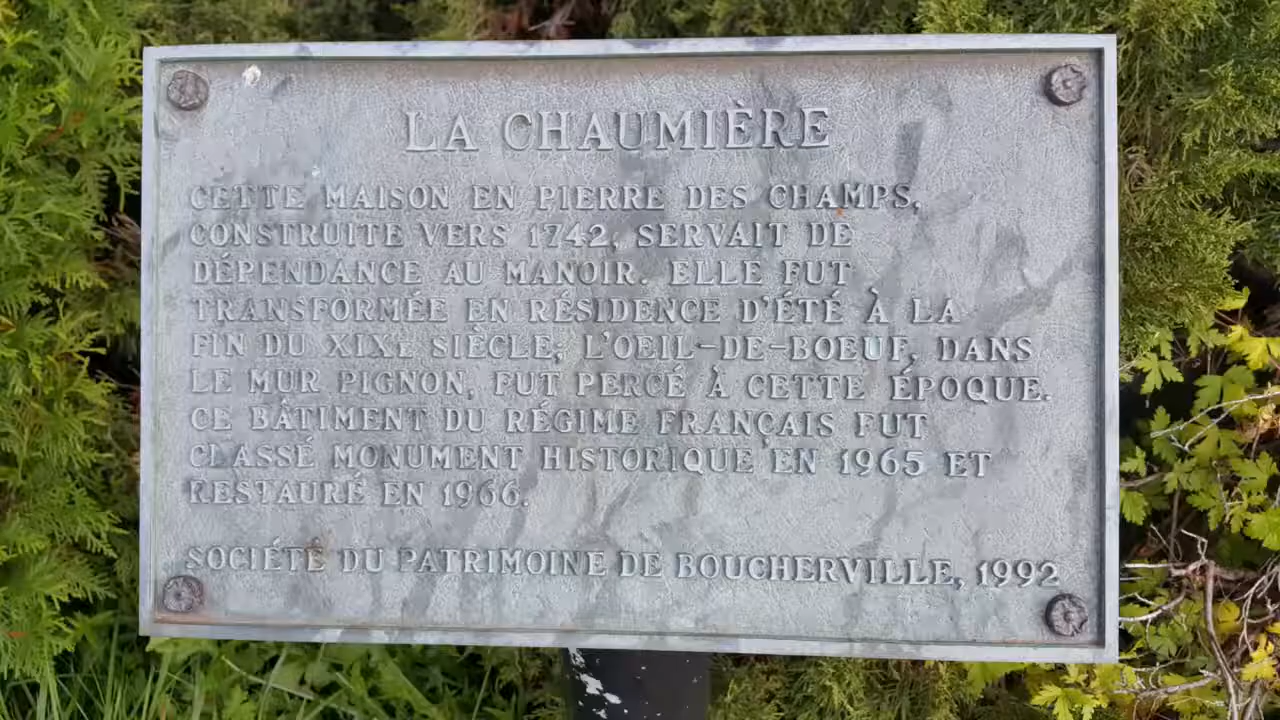 LA CHAUMIÈRE
CETTE MAISON EN PIERRE DES CHAMPS,
CONSTRUITE VERS 1742, SERVAIT DE
DÉPENDANCE AU MANOIR. ELLE FUT
TRANSFORMÉE EN RÉSIDENCE D'ÉTÉ À LA
FIN DU XIXE SIÈCLE; L'OEIL-DE-BOEUF, DANS
LE MUR PIGNON, FUT PERCÉ À CETTE ÉPOQUE.
CE BÂTIMENT DU RÉGIME FRANÇAIS FUT
CLASSÉ MONUMENT HISTORIQUE EN 1965 ET
RESTAURÉ EN 1966.
SOCIÉTÉ DU PATRIMOINE DE BOUCHERVILLE, 1992